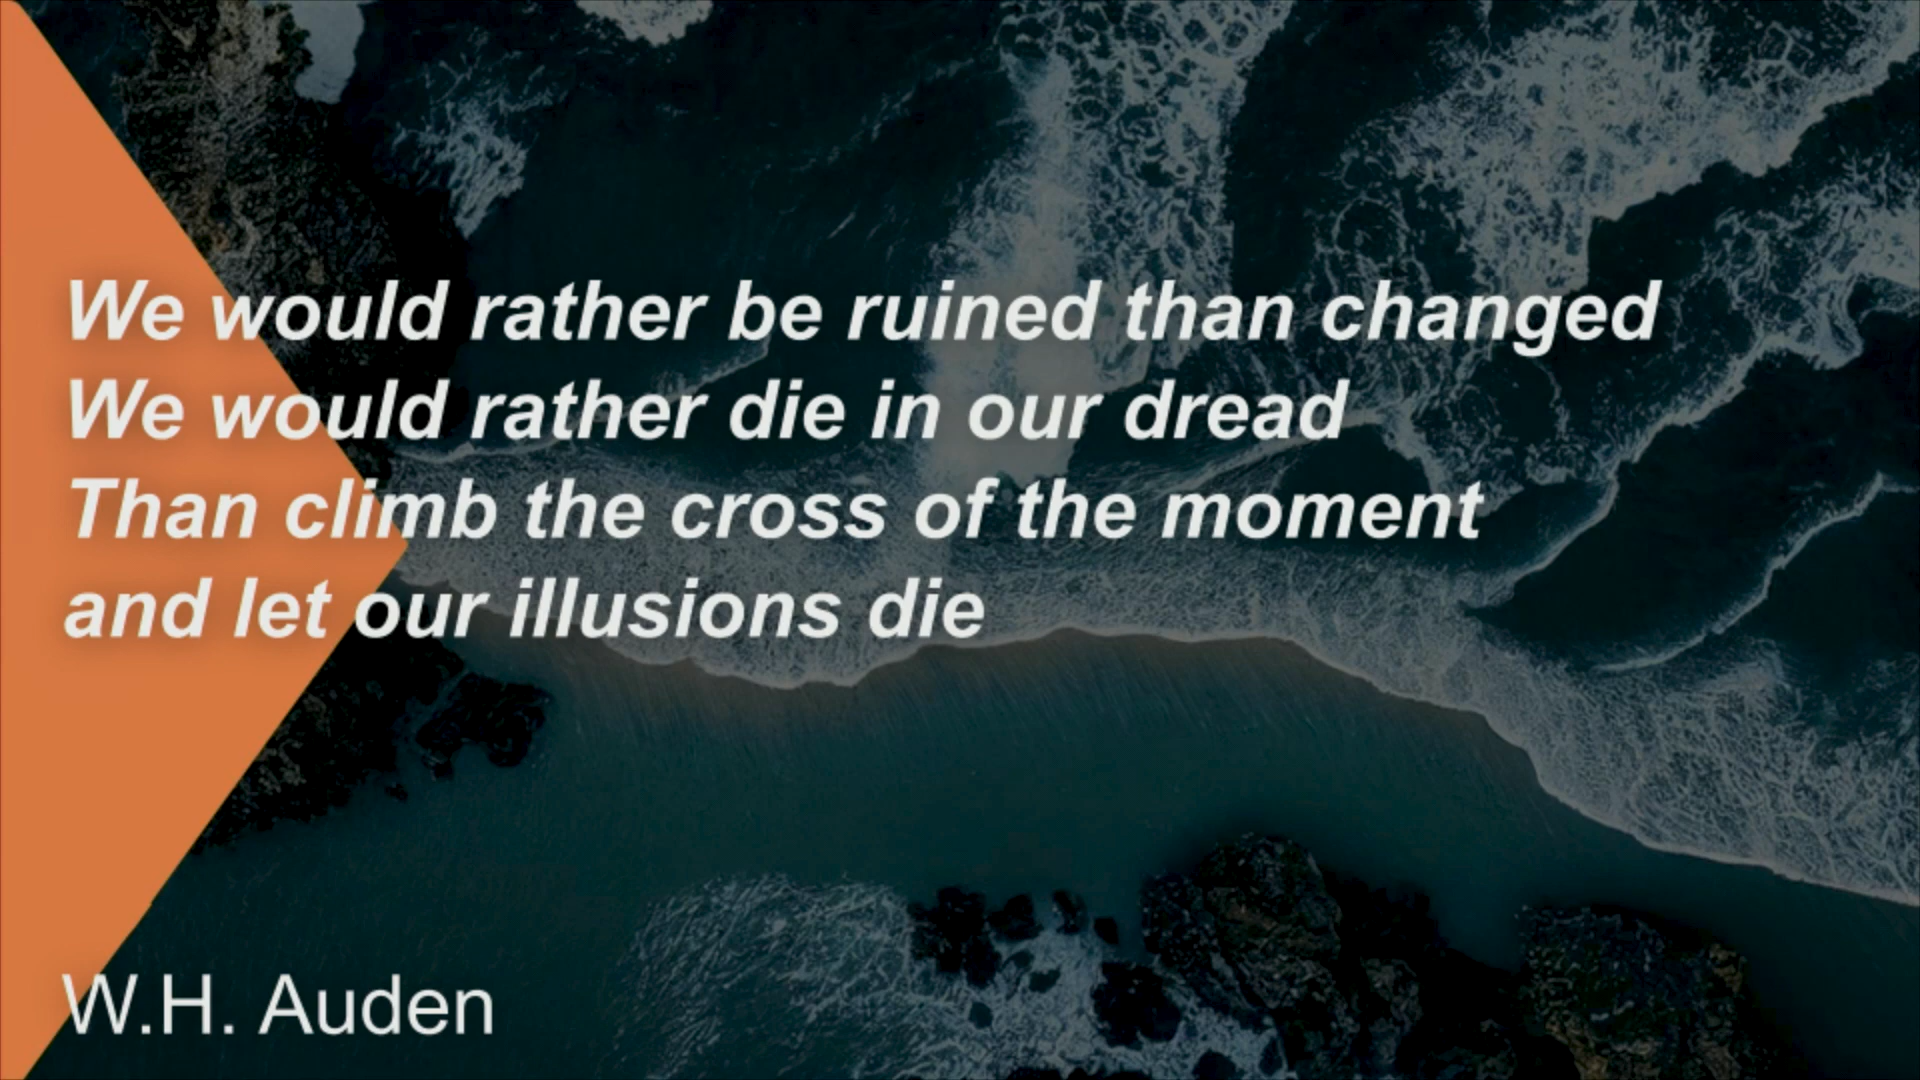 We would rather be ruined than changed
We would rather die in our dread
Than climb the cross of the moment
and let our illusions die
W.H. Auden